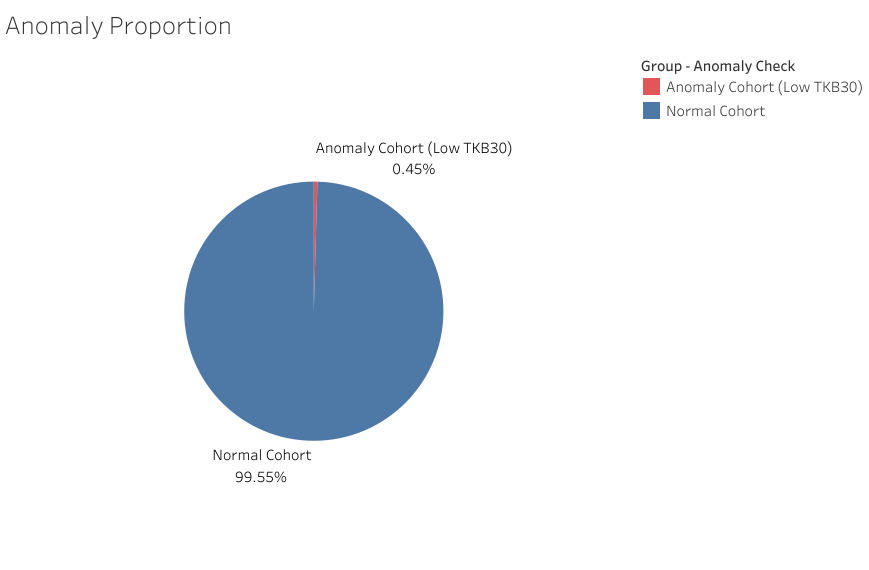 Anomaly Proportion
Group - Anomaly Check
Anomaly Cohort (Low TKB30)
Normal Cohort
Anomaly Cohort (Low TKB30)
0.45%
Normal Cohort
99.55%